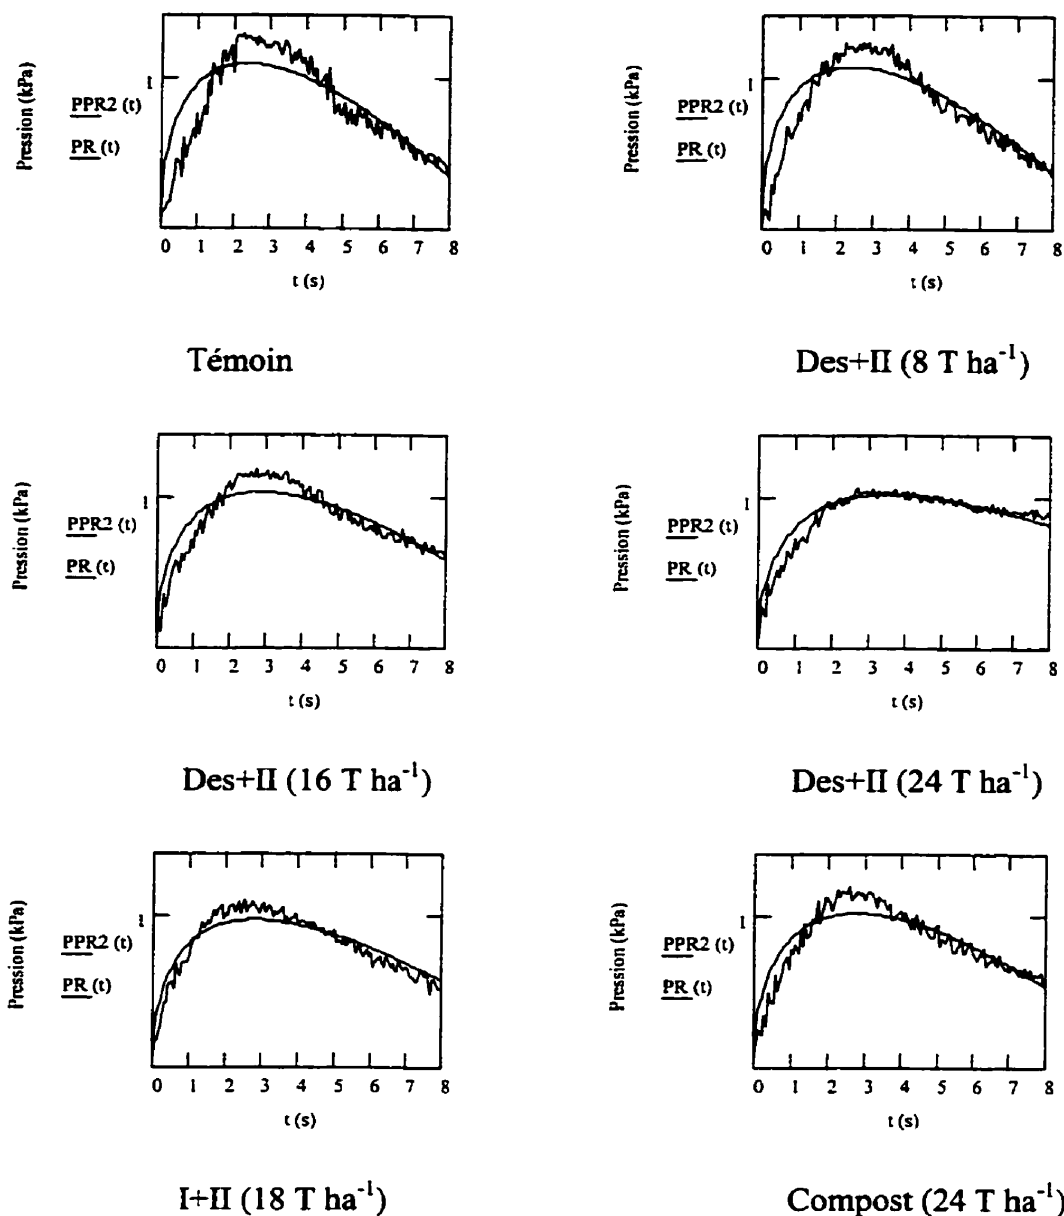 Pression (kPa)
1
PPR2 (t)
PR (t)
0 1 2 3 4 5 6 7 8
t (s)
Témoin
Pression (kPa)
1
PPR2 (t)
PR (t)
0 1 2 3 4 5 6 7 8
t (s)
Des+II (8 T ha⁻¹)
Pression (kPa)
1
PPR2 (t)
PR (t)
0 1 2 3 4 5 6 7 8
t (s)
Des+II (16 T ha⁻¹)
Pression (kPa)
1
PPR2 (t)
PR (t)
0 1 2 3 4 5 6 7 8
t (s)
Des+II (24 T ha⁻¹)
Pression (kPa)
1
PPR2 (t)
PR (t)
0 1 2 3 4 5 6 7 8
t (s)
I+II (18 T ha⁻¹)
Pression (kPa)
1
PPR2 (t)
PR (t)
0 1 2 3 4 5 6 7 8
t (s)
Compost (24 T ha⁻¹)